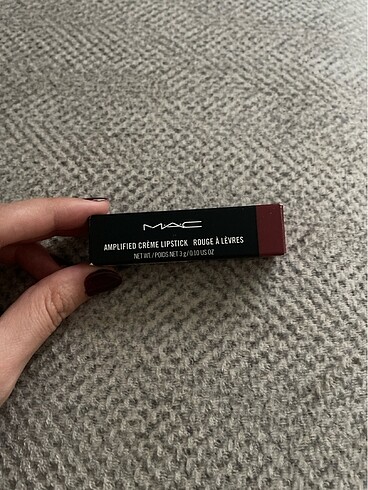 MAC
AMPLIFIED CRÈME LIPSTICK ROUGE À LÈVRES
NET WT. / POIDS NET 3 g / 0.10 US OZ